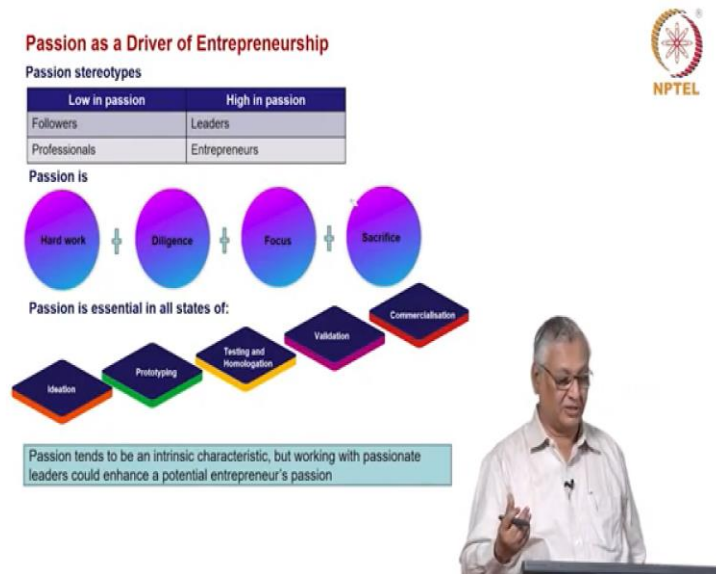 Passion as a Driver of Entrepreneurship
NPTEL
Passion stereotypes
Low in passion High in passion
Followers Leaders
Professionals Entrepreneurs
Passion is
Hard work + Diligence + Focus + Sacrifice
Passion is essential in all states of:
Commercialisation
Validation
Testing and
Homologation
Prototyping
Ideation
Passion tends to be an intrinsic characteristic, but working with passionate
leaders could enhance a potential entrepreneur's passion